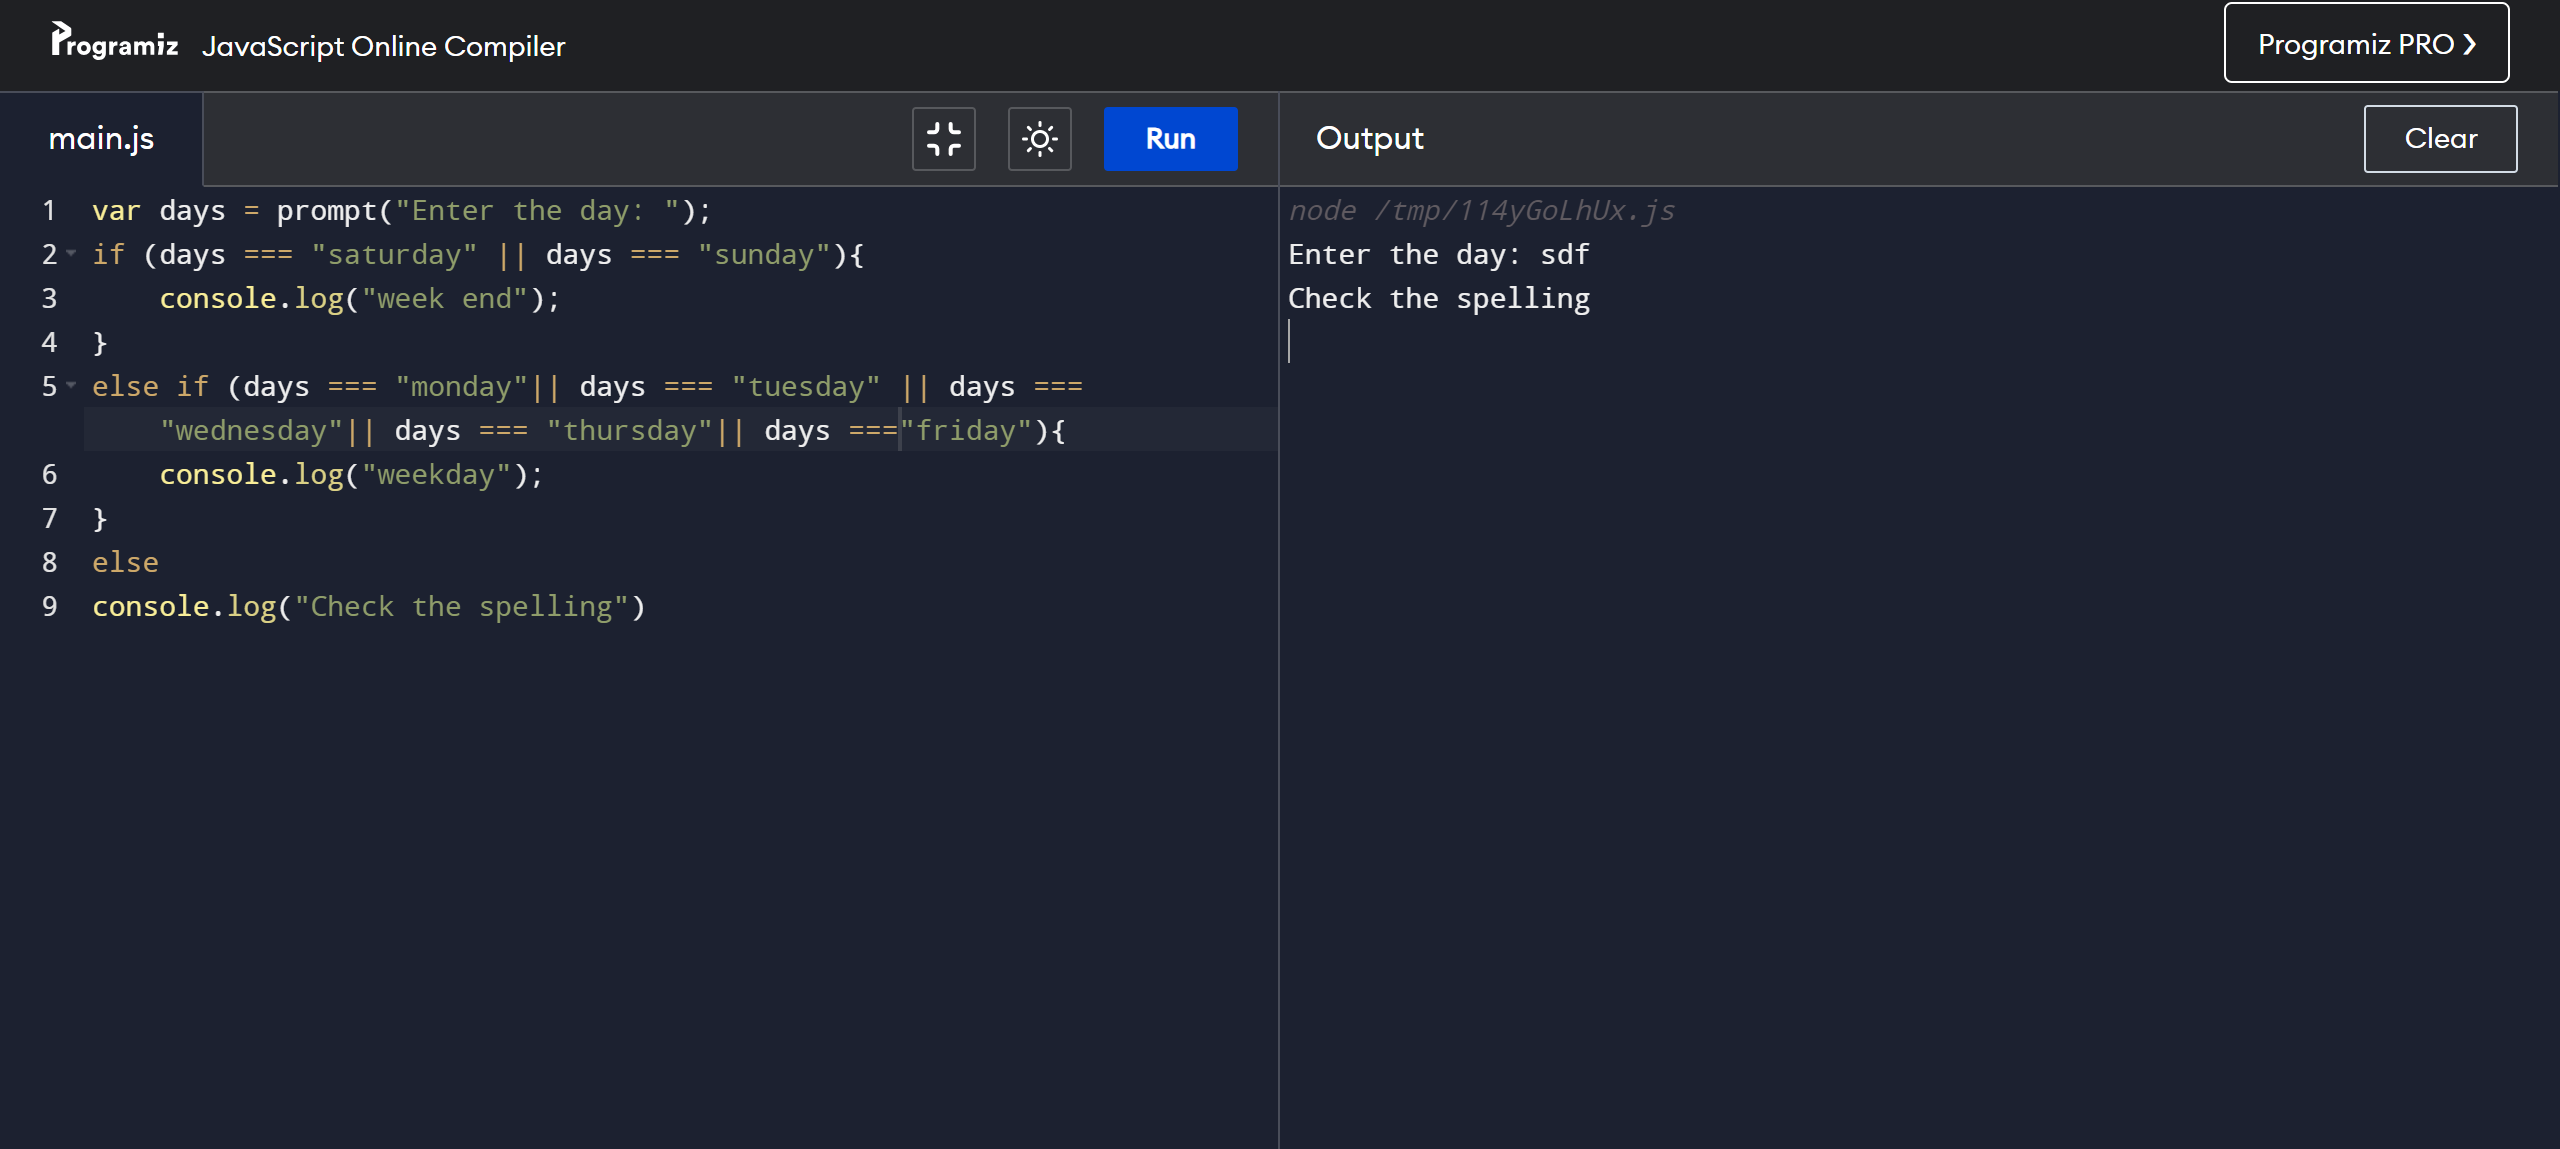 Programiz JavaScript Online Compiler
Programiz PRO ❯
main.js
Run
Output
Clear
1 var days = prompt("Enter the day: ");
2 if (days === "saturday" || days === "sunday"){
3     console.log("week end");
4 }
5 else if (days === "monday"|| days === "tuesday" || days ===
    "wednesday"|| days === "thursday"|| days ==="friday"){
6     console.log("weekday");
7 }
8 else
9 console.log("Check the spelling")
node /tmp/114yGoLhUx.js
Enter the day: sdf
Check the spelling